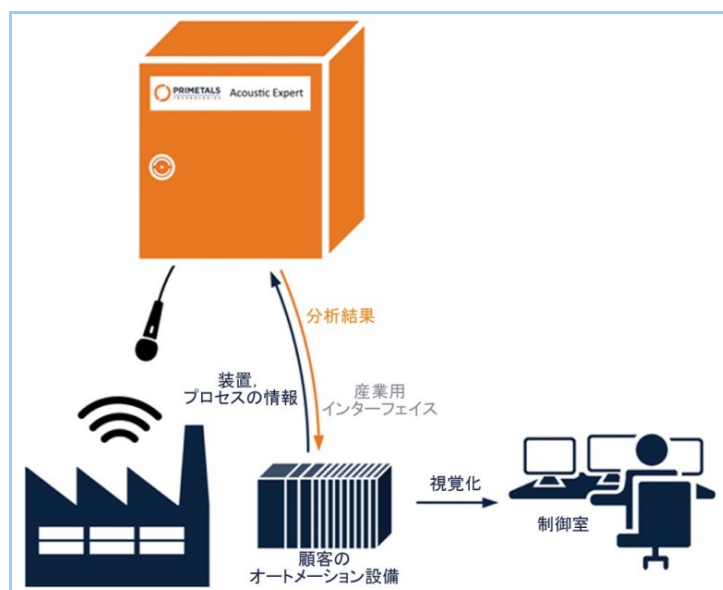 PRIMETALS
TECHNOLOGIES
Acoustic Expert
分析結果
装置,
プロセスの情報
産業用
インターフェイス
視覚化
制御室
顧客の
オートメーション設備